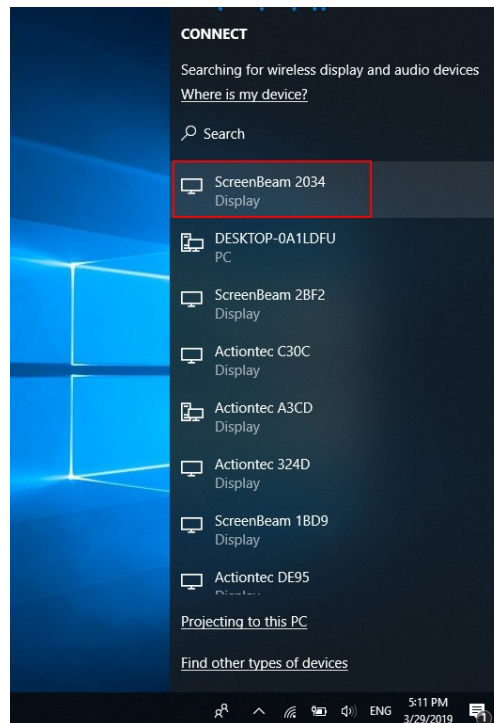 CONNECT
Searching for wireless display and audio devices
Where is my device?
Search
ScreenBeam 2034
Display
DESKTOP-0A1LDFU
PC
ScreenBeam 2BF2
Display
Actiontec C30C
Display
Actiontec A3CD
Display
Actiontec 324D
Display
ScreenBeam 1BD9
Display
Actiontec DE95
Projecting to this PC
Find other types of devices
ENG
5:11 PM
3/29/2019